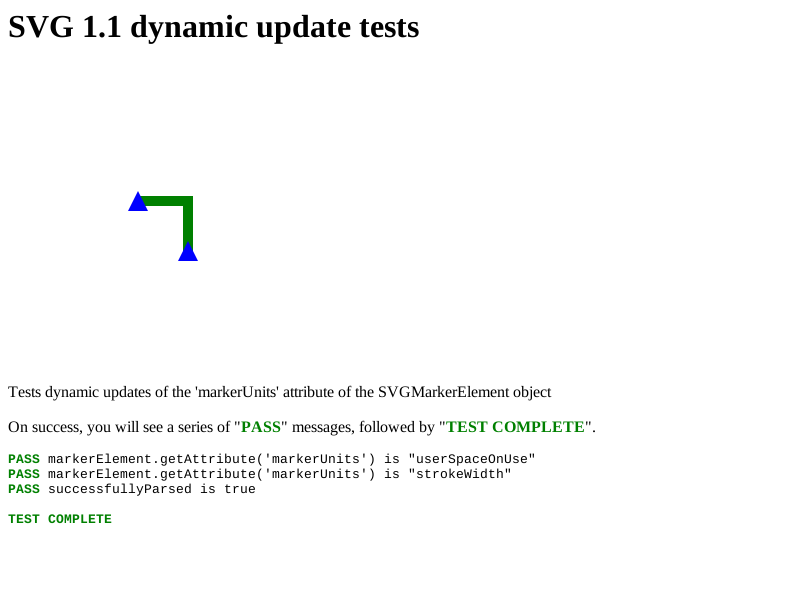 SVG 1.1 dynamic update tests
Tests dynamic updates of the 'markerUnits' attribute of the SVGMarkerElement object
On success, you will see a series of "PASS" messages, followed by "TEST COMPLETE".
PASS markerElement.getAttribute('markerUnits') is "userSpaceOnUse"
PASS markerElement.getAttribute('markerUnits') is "strokeWidth"
PASS successfullyParsed is true
TEST COMPLETE